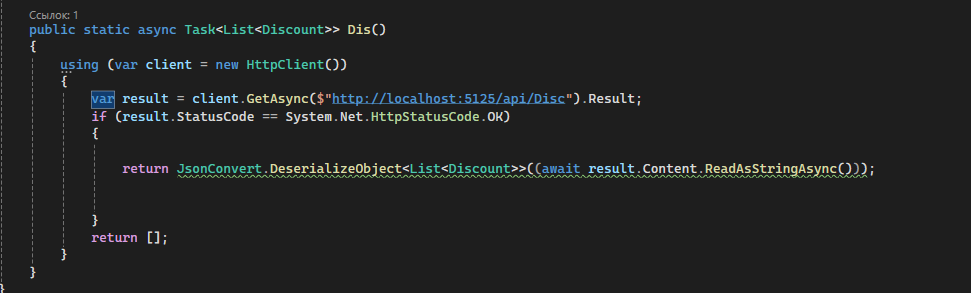 Ссылок: 1
public static async Task<List<Discount>> Dis()
{
using (var client = new HttpClient())
{
var result = client.GetAsync($"http://localhost:5125/api/Disc").Result;
if (result.StatusCode == System.Net.HttpStatusCode.OK)
{
return JsonConvert.DeserializeObject<List<Discount>>((await result.Content.ReadAsStringAsync()));
}
return [];
}
}
}